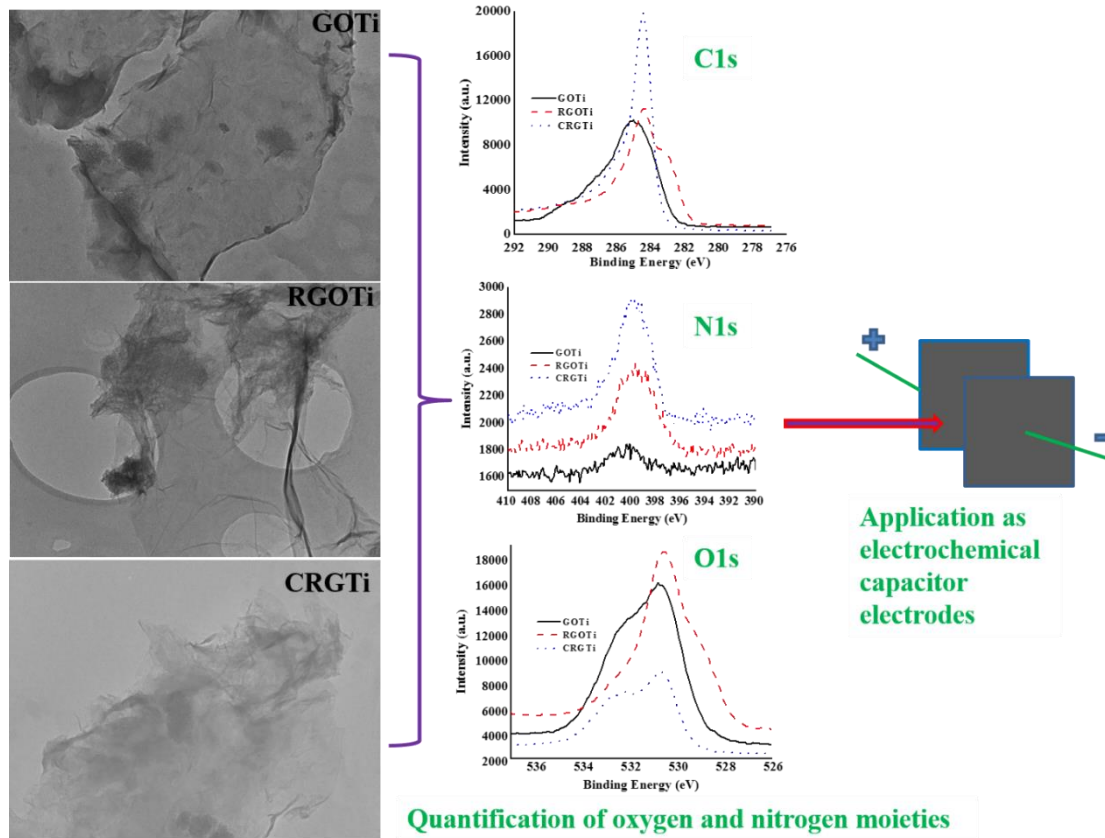 GOTi
RGOTi
CRGTi
C1s
GOTi
RGOTi
CRGTi
Intensity (a.u.)
20000
16000
12000
8000
4000
0
292 290 288 286 284 282 280 278 276
Binding Energy (eV)
N1s
GOTi
RGOTi
CRGTi
Intensity (a.u.)
3000
2800
2600
2400
2200
2000
1800
1600
410 408 406 404 402 400 398 396 394 392 390
Binding Energy (eV)
O1s
GOTi
RGOTi
CRGTi
Intensity (a.u.)
18000
16000
14000
12000
10000
8000
6000
4000
2000
536 534 532 530 528 526
Binding Energy (eV)
+
-
Application as
electrochemical
capacitor
electrodes
Quantification of oxygen and nitrogen moieties